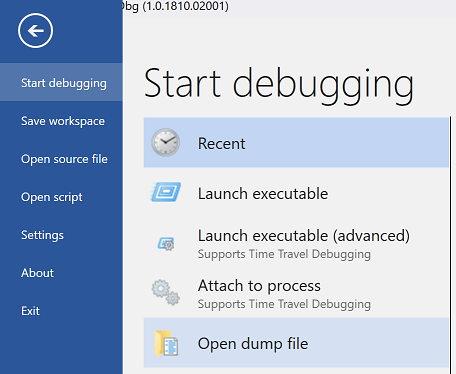 Dbg (1.0.1810.02001)
Start debugging
Save workspace
Open source file
Open script
Settings
About
Exit
Start debugging
Recent
Launch executable
Launch executable (advanced)
Supports Time Travel Debugging
Attach to process
Supports Time Travel Debugging
Open dump file